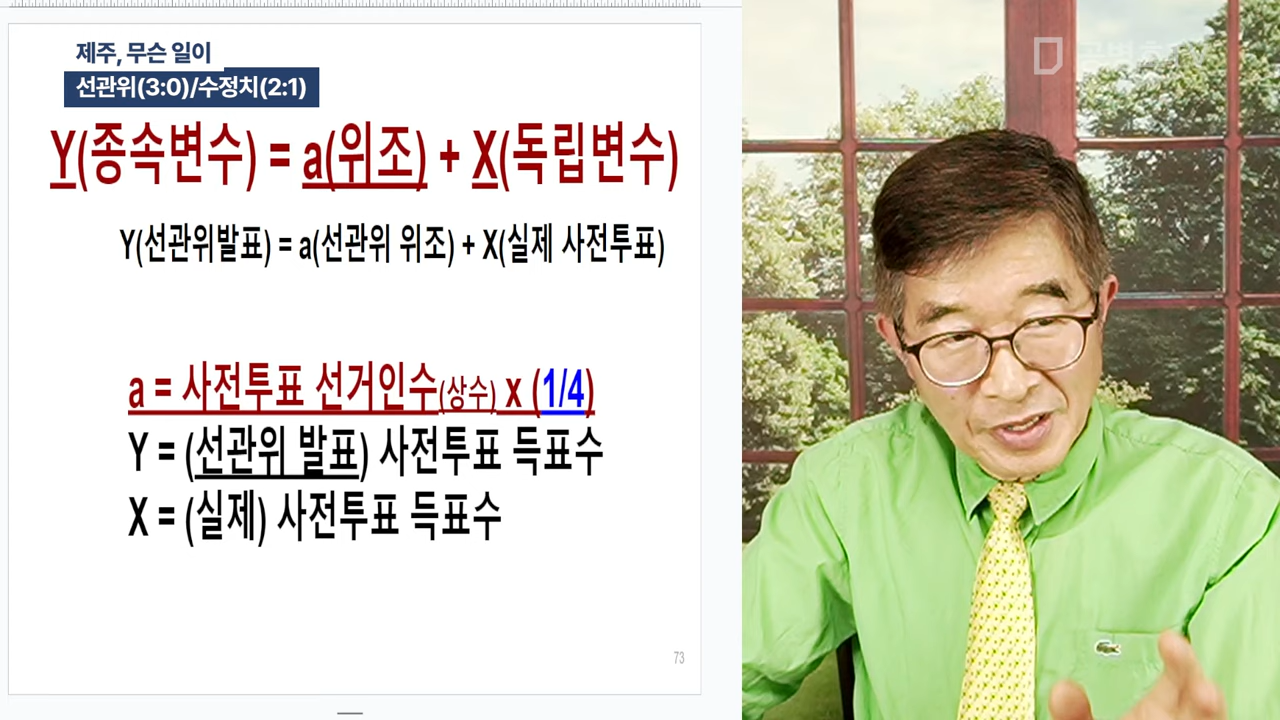 제주, 무슨 일이
선관위(3:0)/수정치(2:1)
Y(종속변수) = a(위조) + X(독립변수)
Y(선관위발표) = a(선관위 위조) + X(실제 사전투표)
a = 사전투표 선거인수(상수) x (1/4)
Y = (선관위 발표) 사전투표 득표수
X = (실제) 사전투표 득표수
73